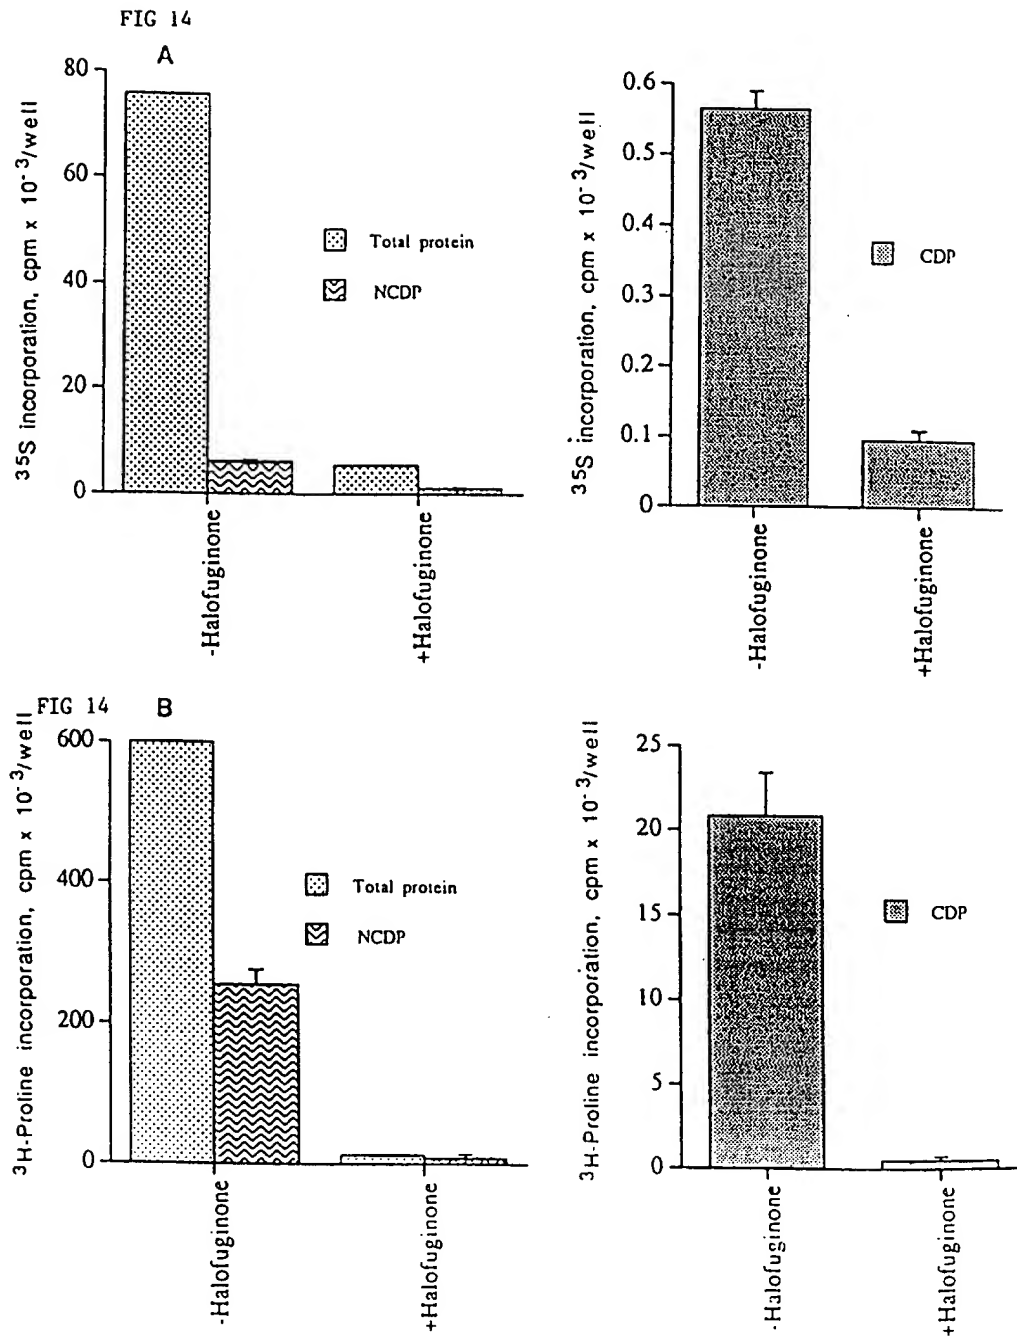 FIG 14
A
80
60
40
20
0
35S incorporation, cpm x 10-3/well
Total protein
NCDP
-Halofuginone
+Halofuginone
0.6
0.5
0.4
0.3
0.2
0.1
0
35S incorporation, cpm x 10-3/well
CDP
-Halofuginone
+Halofuginone
FIG 14
B
600
400
200
0
3H-Proline incorporation, cpm x 10-3/well
Total protein
NCDP
-Halofuginone
+Halofuginone
25
20
15
10
5
0
3H-Proline incorporation, cpm x 10-3/well
CDP
-Halofuginone
+Halofuginone